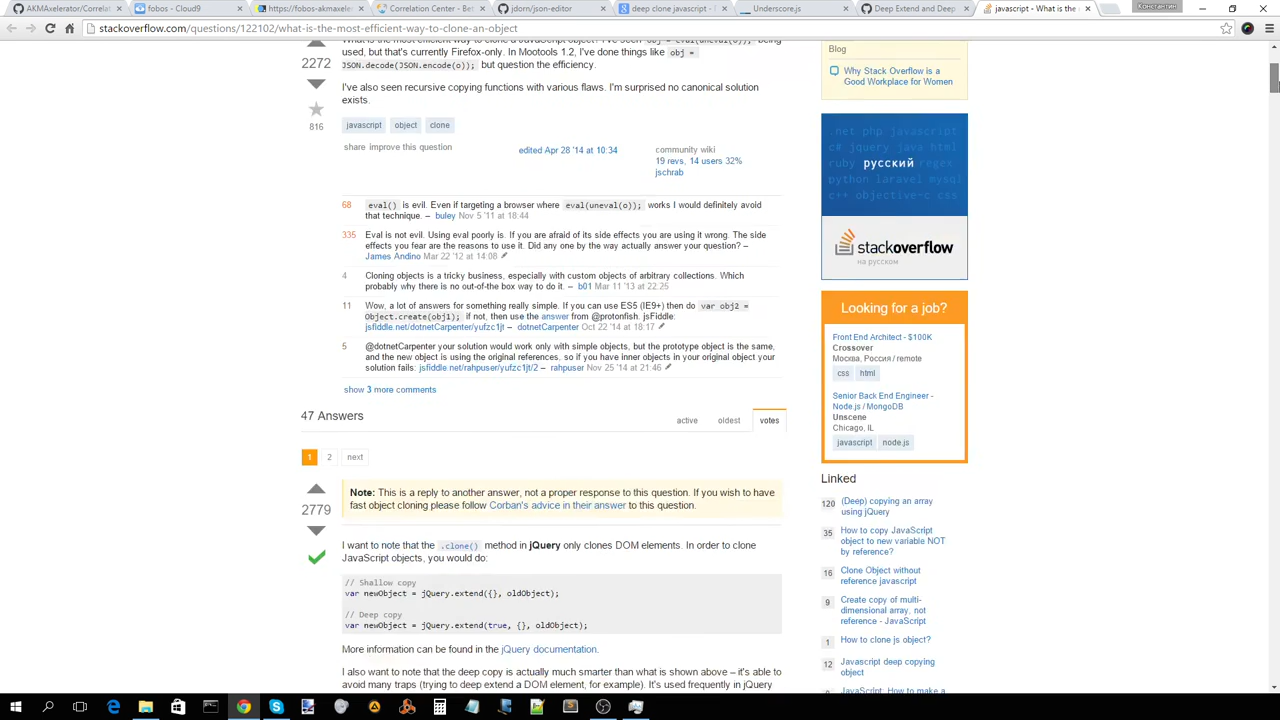 AKMAxelerator/Correlat
fobos - Cloud9
https://fobos-akmaxele
Correlation Center - Be
jdorn/json-editor
deep clone javascript -
Underscore.js
Deep Extend and Deep
javascript - What is the
Константин
stackoverflow.com/questions/122102/what-is-the-most-efficient-way-to-clone-an-object
used, but that's currently Firefox-only. In Mootools 1.2, I've done things like obj =
JSON.decode(JSON.encode(o)); but question the efficiency.
2272
I've also seen recursive copying functions with various flaws. I'm surprised no canonical solution
exists.
816
javascript object clone
share improve this question
edited Apr 28 '14 at 10:34
community wiki
19 revs, 14 users 32%
jschrab
68 eval() is evil. Even if targeting a browser where eval(uneval(o)); works I would definitely avoid
that technique. – buley Nov 5 '11 at 18:44
335 Eval is not evil. Using eval poorly is. If you are afraid of its side effects you are using it wrong. The side
effects you fear are the reasons to use it. Did any one by the way actually answer your question? –
James Andino Mar 22 '12 at 14:08
4 Cloning objects is a tricky business, especially with custom objects of arbitrary collections. Which
probably why there is no out-of-the box way to do it. – b01 Mar 11 '13 at 22:25
11 Wow, a lot of answers for something really simple. If you can use ES5 (IE9+) then do var obj2 =
Object.create(obj1); if not, then use the answer from @protonfish. jsFiddle:
jsfiddle.net/dotnetCarpenter/yufzc1jt – dotnetCarpenter Oct 22 '14 at 18:17
5 @dotnetCarpenter your solution would work only with simple objects, but the prototype object is the same,
and the new object is using the original references, so if you have inner objects in your original object your
solution fails: jsfiddle.net/rahpuser/yufzc1jt/2 – rahpuser Nov 25 '14 at 21:46
show 3 more comments
47 Answers
active oldest votes
1 2 next
2779
Note: This is a reply to another answer, not a proper response to this question. If you wish to have
fast object cloning please follow Corban's advice in their answer to this question.
I want to note that the .clone() method in jQuery only clones DOM elements. In order to clone
JavaScript objects, you would do:
// Shallow copy
var newObject = jQuery.extend({}, oldObject);
// Deep copy
var newObject = jQuery.extend(true, {}, oldObject);
More information can be found in the jQuery documentation.
I also want to note that the deep copy is actually much smarter than what is shown above – it's able to
avoid many traps (trying to deep extend a DOM element, for example). It's used frequently in jQuery
Blog
Why Stack Overflow is a
Good Workplace for Women
.net php javascript
c# jquery java html
ruby русский regex
python laravel mysql
c++ objective-c css
stackoverflow
на русском
Looking for a job?
Front End Architect - $100K
Crossover
Москва, Россия / remote
css html
Senior Back End Engineer -
Node.js / MongoDB
Unscene
Chicago, IL
javascript node.js
Linked
120 (Deep) copying an array
using jQuery
35 How to copy JavaScript
object to new variable NOT
by reference?
16 Clone Object without
reference javascript
9 Create copy of multi-
dimensional array, not
reference - JavaScript
1 How to clone js object?
12 Javascript deep copying
object
JavaScript: How to make a